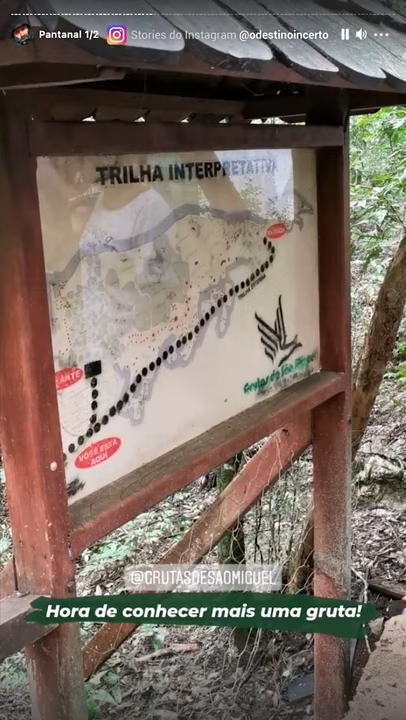 Pantanal 1/2 Stories do Instagram @odestinoincerto
TRILHA INTERPRETATIVA
ANTE
VOCÊ ESTÁ
AQUI
Grutas de São Miguel
@GRUTASDESAOMIGUEL
Hora de conhecer mais uma gruta!